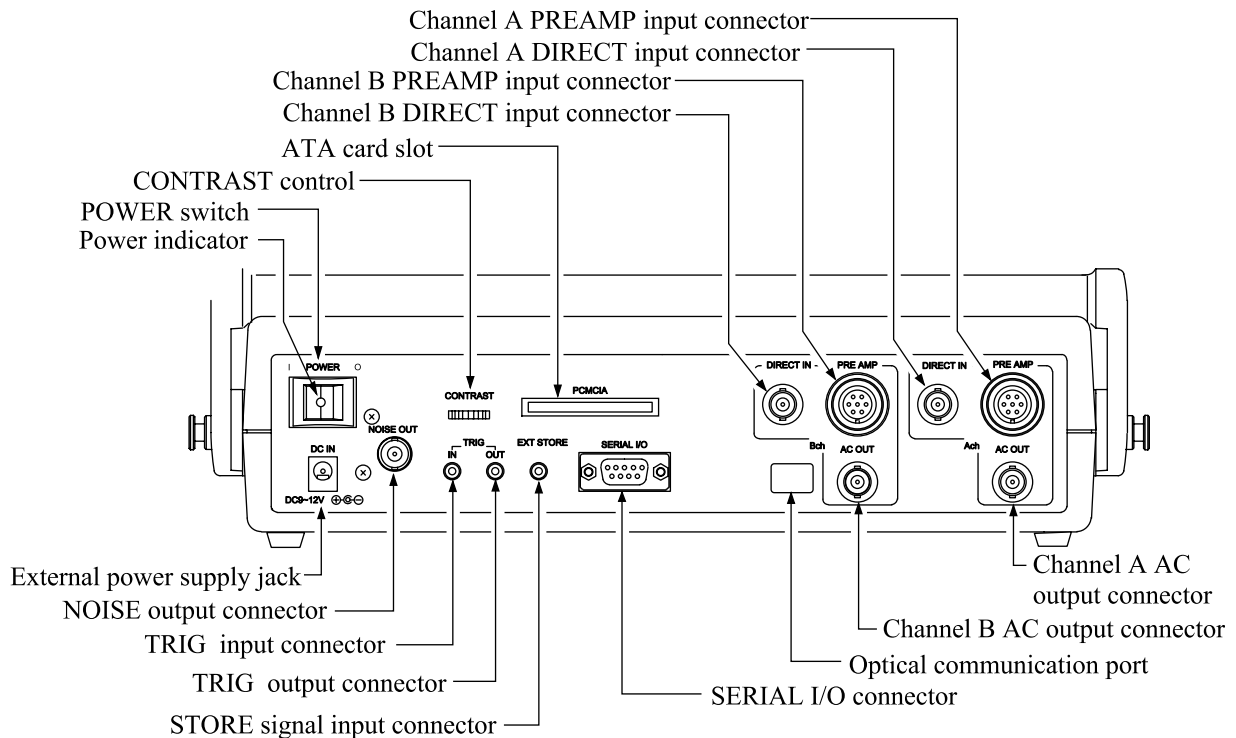 Channel A PREAMP input connector
Channel A DIRECT input connector
Channel B PREAMP input connector
Channel B DIRECT input connector
ATA card slot
CONTRAST control
POWER switch
Power indicator
I POWER O
DIRECT IN
PRE AMP
DIRECT IN
PRE AMP
CONTRAST
PCMCIA
NOISE OUT
TRIG
IN
OUT
EXT STORE
SERIAL I/O
Bch
AC OUT
Ach
AC OUT
DC IN
DC9~12V
External power supply jack
NOISE output connector
TRIG input connector
TRIG output connector
STORE signal input connector
Channel A AC
output connector
Channel B AC output connector
Optical communication port
SERIAL I/O connector